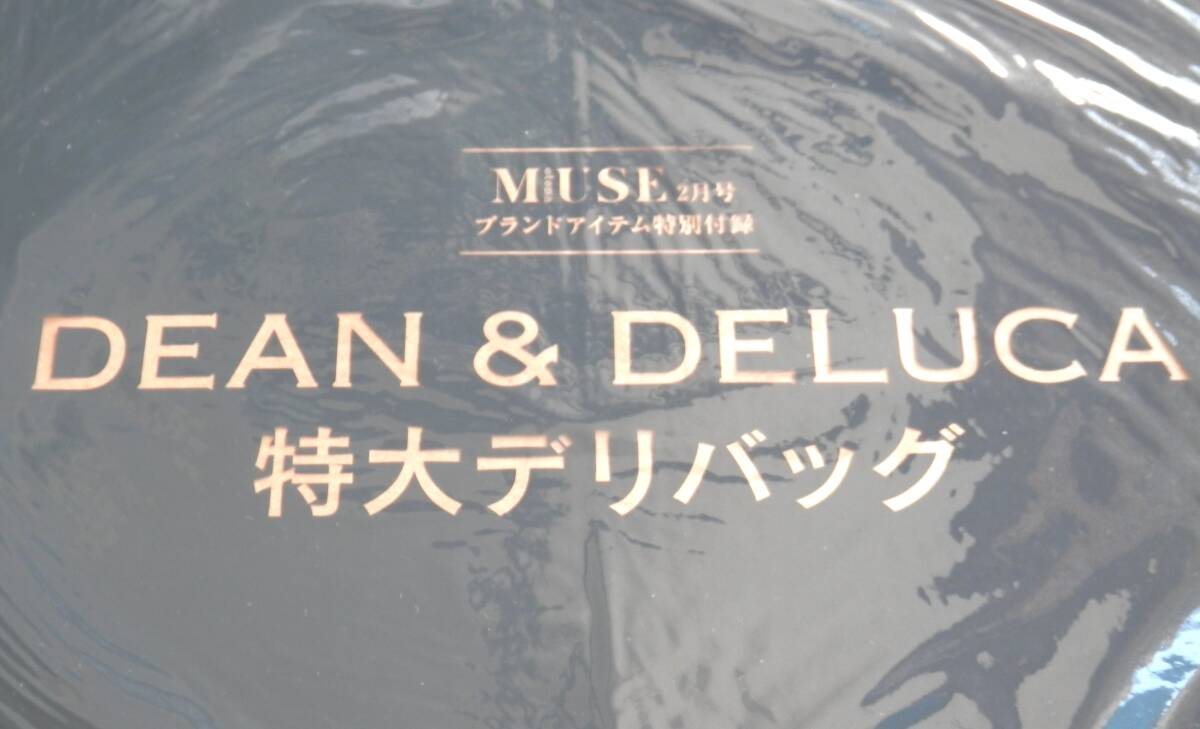 MUSE 2月号
otona
ブランドアイテム特別付録
DEAN & DELUCA
特大デリバッグ